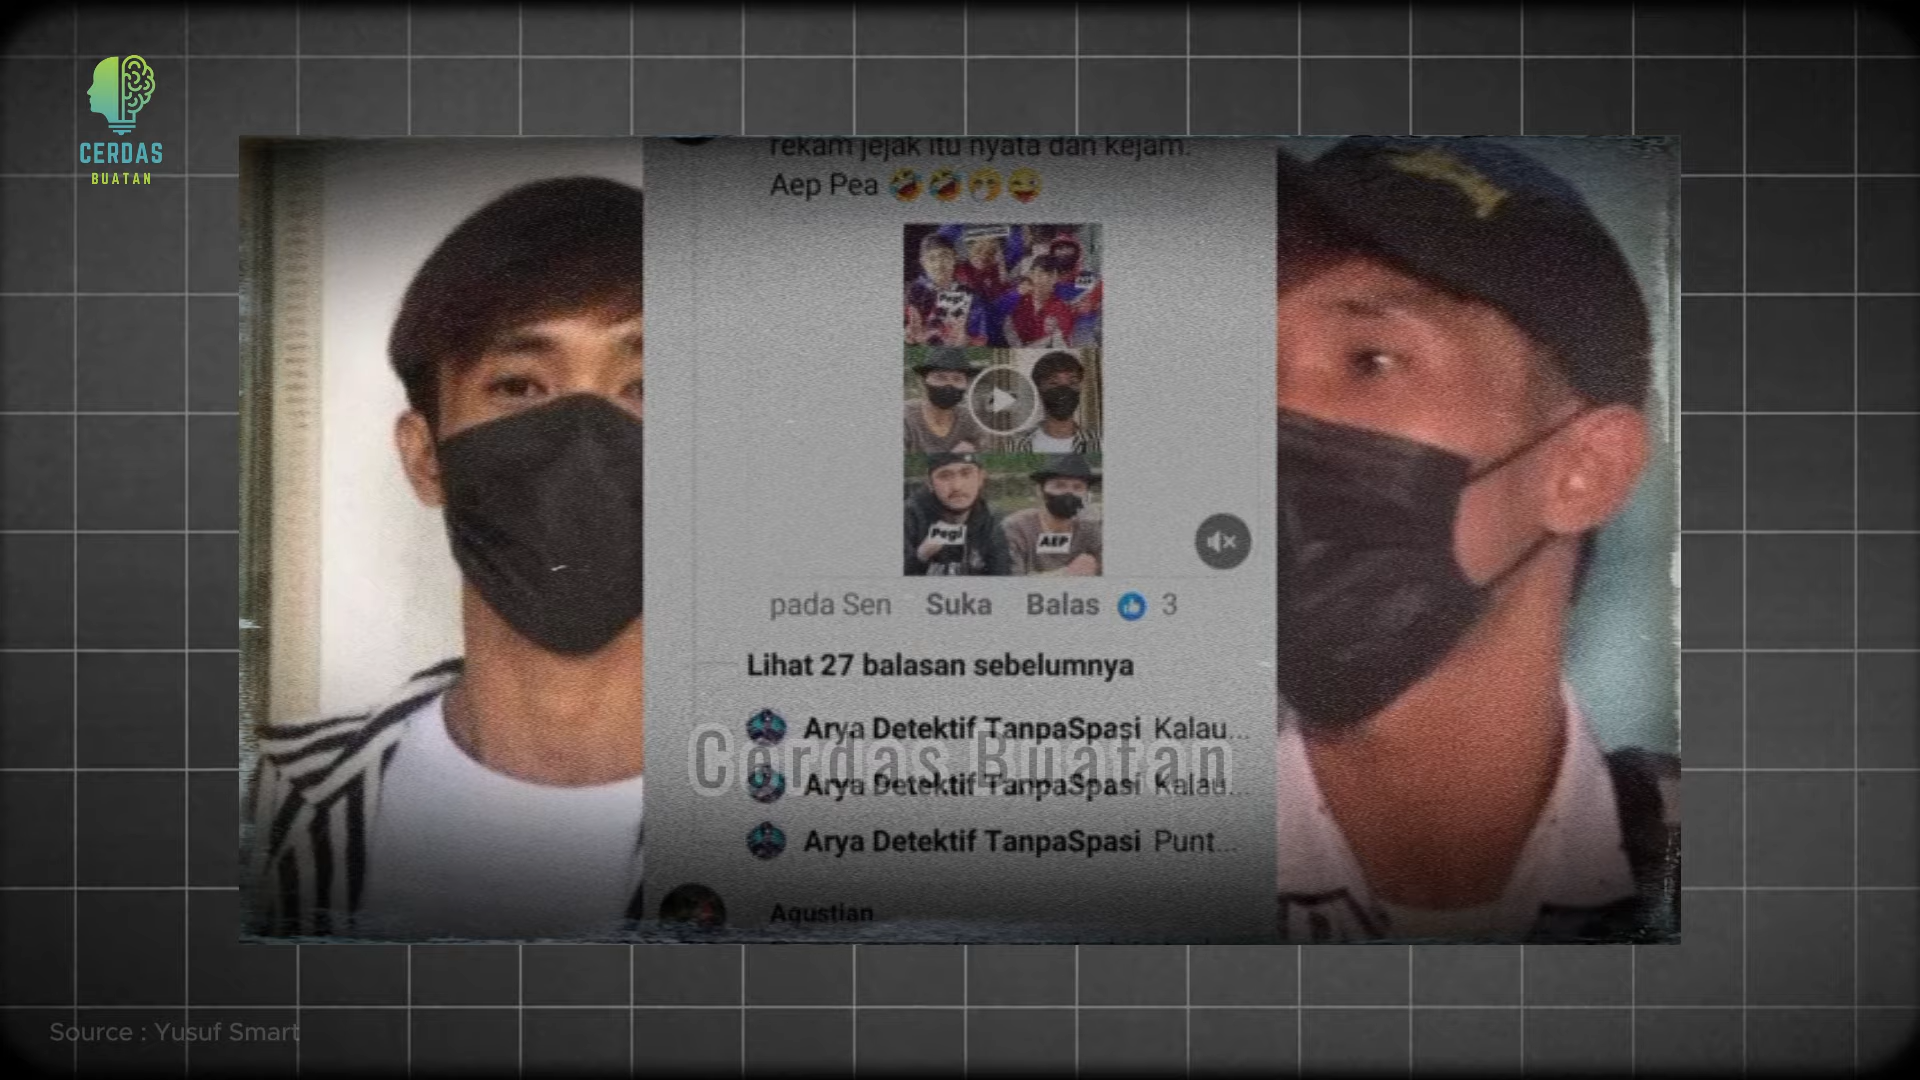 CERDAS
BUATAN
rekam jejak itu nyata dan kejam.
Aep Pea 🤣🤣🤭😜
Pegi
Pegi
AEP
pada Sen Suka Balas 3
Lihat 27 balasan sebelumnya
Arya Detektif TanpaSpasi Kalau...
Cerdas Buatan
Arya Detektif TanpaSpasi Kalau...
Arya Detektif TanpaSpasi Punt...
Agustian
Source : Yusuf Smart